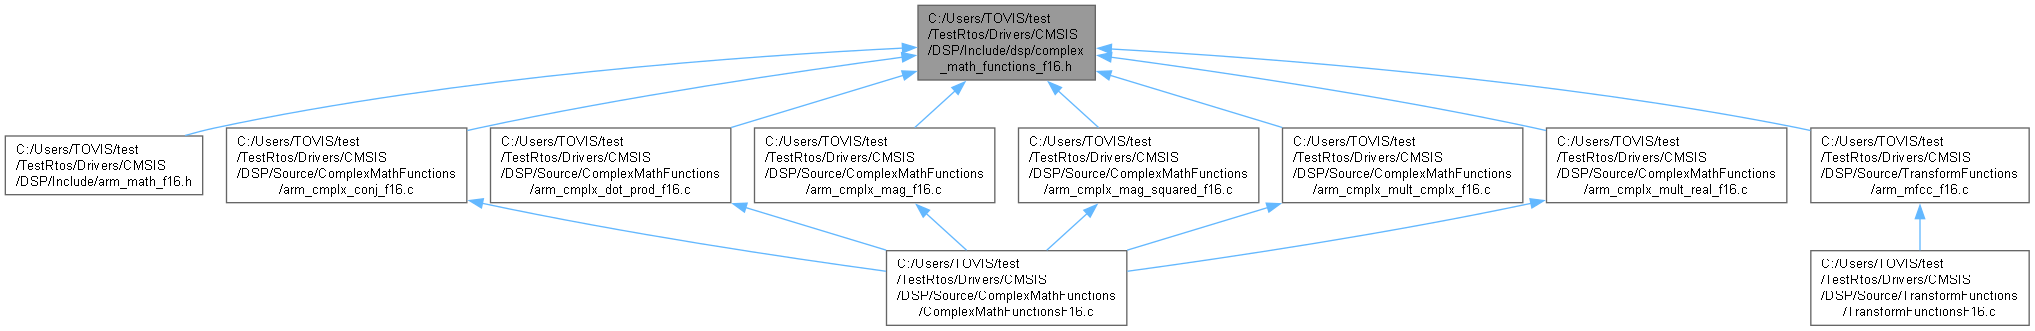 C:/Users/TOVIS/test
/TestRtos/Drivers/CMSIS
/DSP/Include/dsp/complex
_math_functions_f16.h
C:/Users/TOVIS/test
/TestRtos/Drivers/CMSIS
/DSP/Include/arm_math_f16.h
C:/Users/TOVIS/test
/TestRtos/Drivers/CMSIS
/DSP/Source/ComplexMathFunctions
/arm_cmplx_conj_f16.c
C:/Users/TOVIS/test
/TestRtos/Drivers/CMSIS
/DSP/Source/ComplexMathFunctions
/arm_cmplx_dot_prod_f16.c
C:/Users/TOVIS/test
/TestRtos/Drivers/CMSIS
/DSP/Source/ComplexMathFunctions
/arm_cmplx_mag_f16.c
C:/Users/TOVIS/test
/TestRtos/Drivers/CMSIS
/DSP/Source/ComplexMathFunctions
/arm_cmplx_mag_squared_f16.c
C:/Users/TOVIS/test
/TestRtos/Drivers/CMSIS
/DSP/Source/ComplexMathFunctions
/arm_cmplx_mult_cmplx_f16.c
C:/Users/TOVIS/test
/TestRtos/Drivers/CMSIS
/DSP/Source/ComplexMathFunctions
/arm_cmplx_mult_real_f16.c
C:/Users/TOVIS/test
/TestRtos/Drivers/CMSIS
/DSP/Source/TransformFunctions
/arm_mfcc_f16.c
C:/Users/TOVIS/test
/TestRtos/Drivers/CMSIS
/DSP/Source/ComplexMathFunctions
/ComplexMathFunctionsF16.c
C:/Users/TOVIS/test
/TestRtos/Drivers/CMSIS
/DSP/Source/TransformFunctions
/TransformFunctionsF16.c